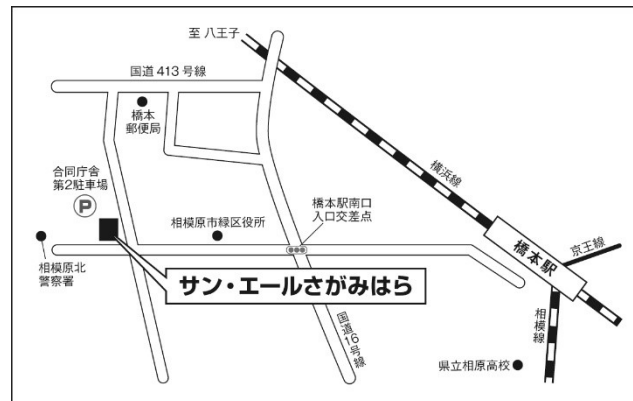 至 八王子
国道413号線
橋本
郵便局
横浜線
合同庁舎
第2駐車場
P
橋本駅南口
入口交差点
相模原市緑区役所
橋本駅
京王線
相模原北
警察署
サン・エールさがみはら
国道16号線
相模線
県立相原高校